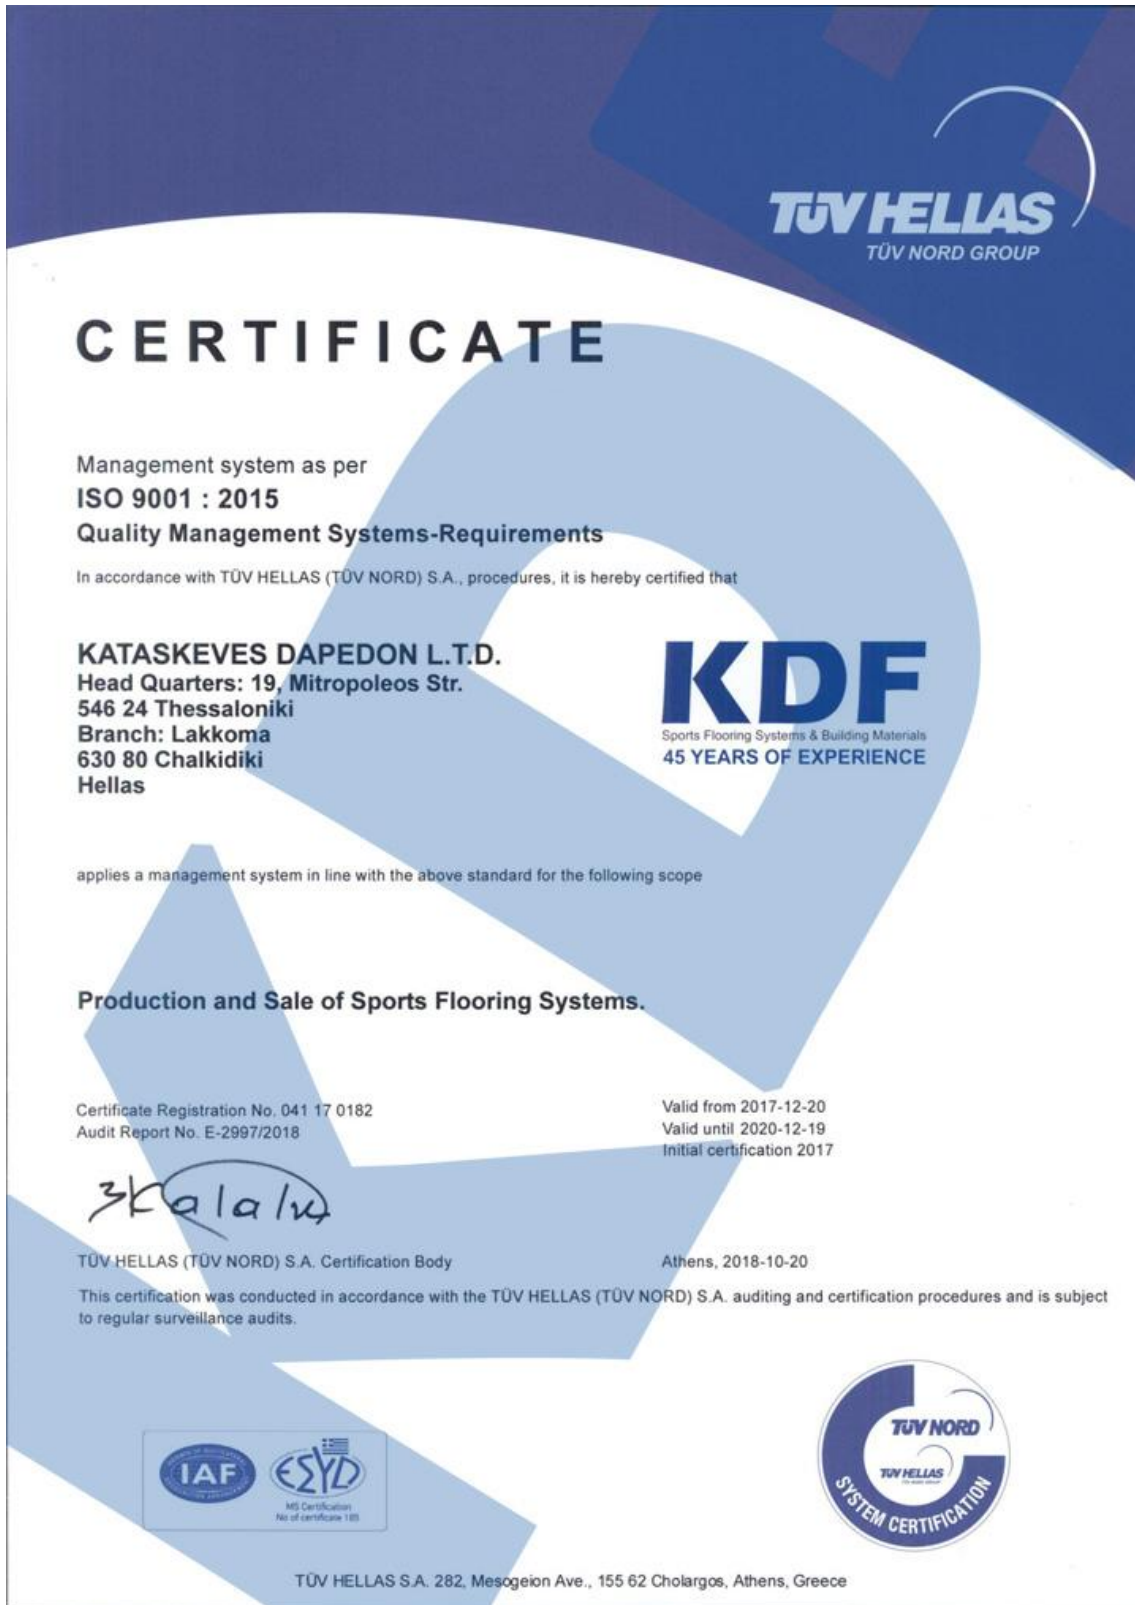 TÜV HELLAS
TÜV NORD GROUP
CERTIFICATE
Management system as per
ISO 9001 : 2015
Quality Management Systems-Requirements
In accordance with TÜV HELLAS (TÜV NORD) S.A., procedures, it is hereby certified that
KATASKEVES DAPEDON L.T.D.
Head Quarters: 19, Mitropoleos Str.
546 24 Thessaloniki
Branch: Lakkoma
630 80 Chalkidiki
Hellas
KDF
Sports Flooring Systems & Building Materials
45 YEARS OF EXPERIENCE
applies a management system in line with the above standard for the following scope
Production and Sale of Sports Flooring Systems.
Certificate Registration No. 041 17 0182
Audit Report No. E-2997/2018
Valid from 2017-12-20
Valid until 2020-12-19
Initial certification 2017
TÜV HELLAS (TÜV NORD) S.A. Certification Body
Athens, 2018-10-20
This certification was conducted in accordance with the TÜV HELLAS (TÜV NORD) S.A. auditing and certification procedures and is subject
to regular surveillance audits.
IAF
ESYD
MS Certification
No of certificate 185
TÜV NORD
TÜV HELLAS
SYSTEM CERTIFICATION
TÜV HELLAS S.A. 282, Mesogeion Ave., 155 62 Cholargos, Athens, Greece